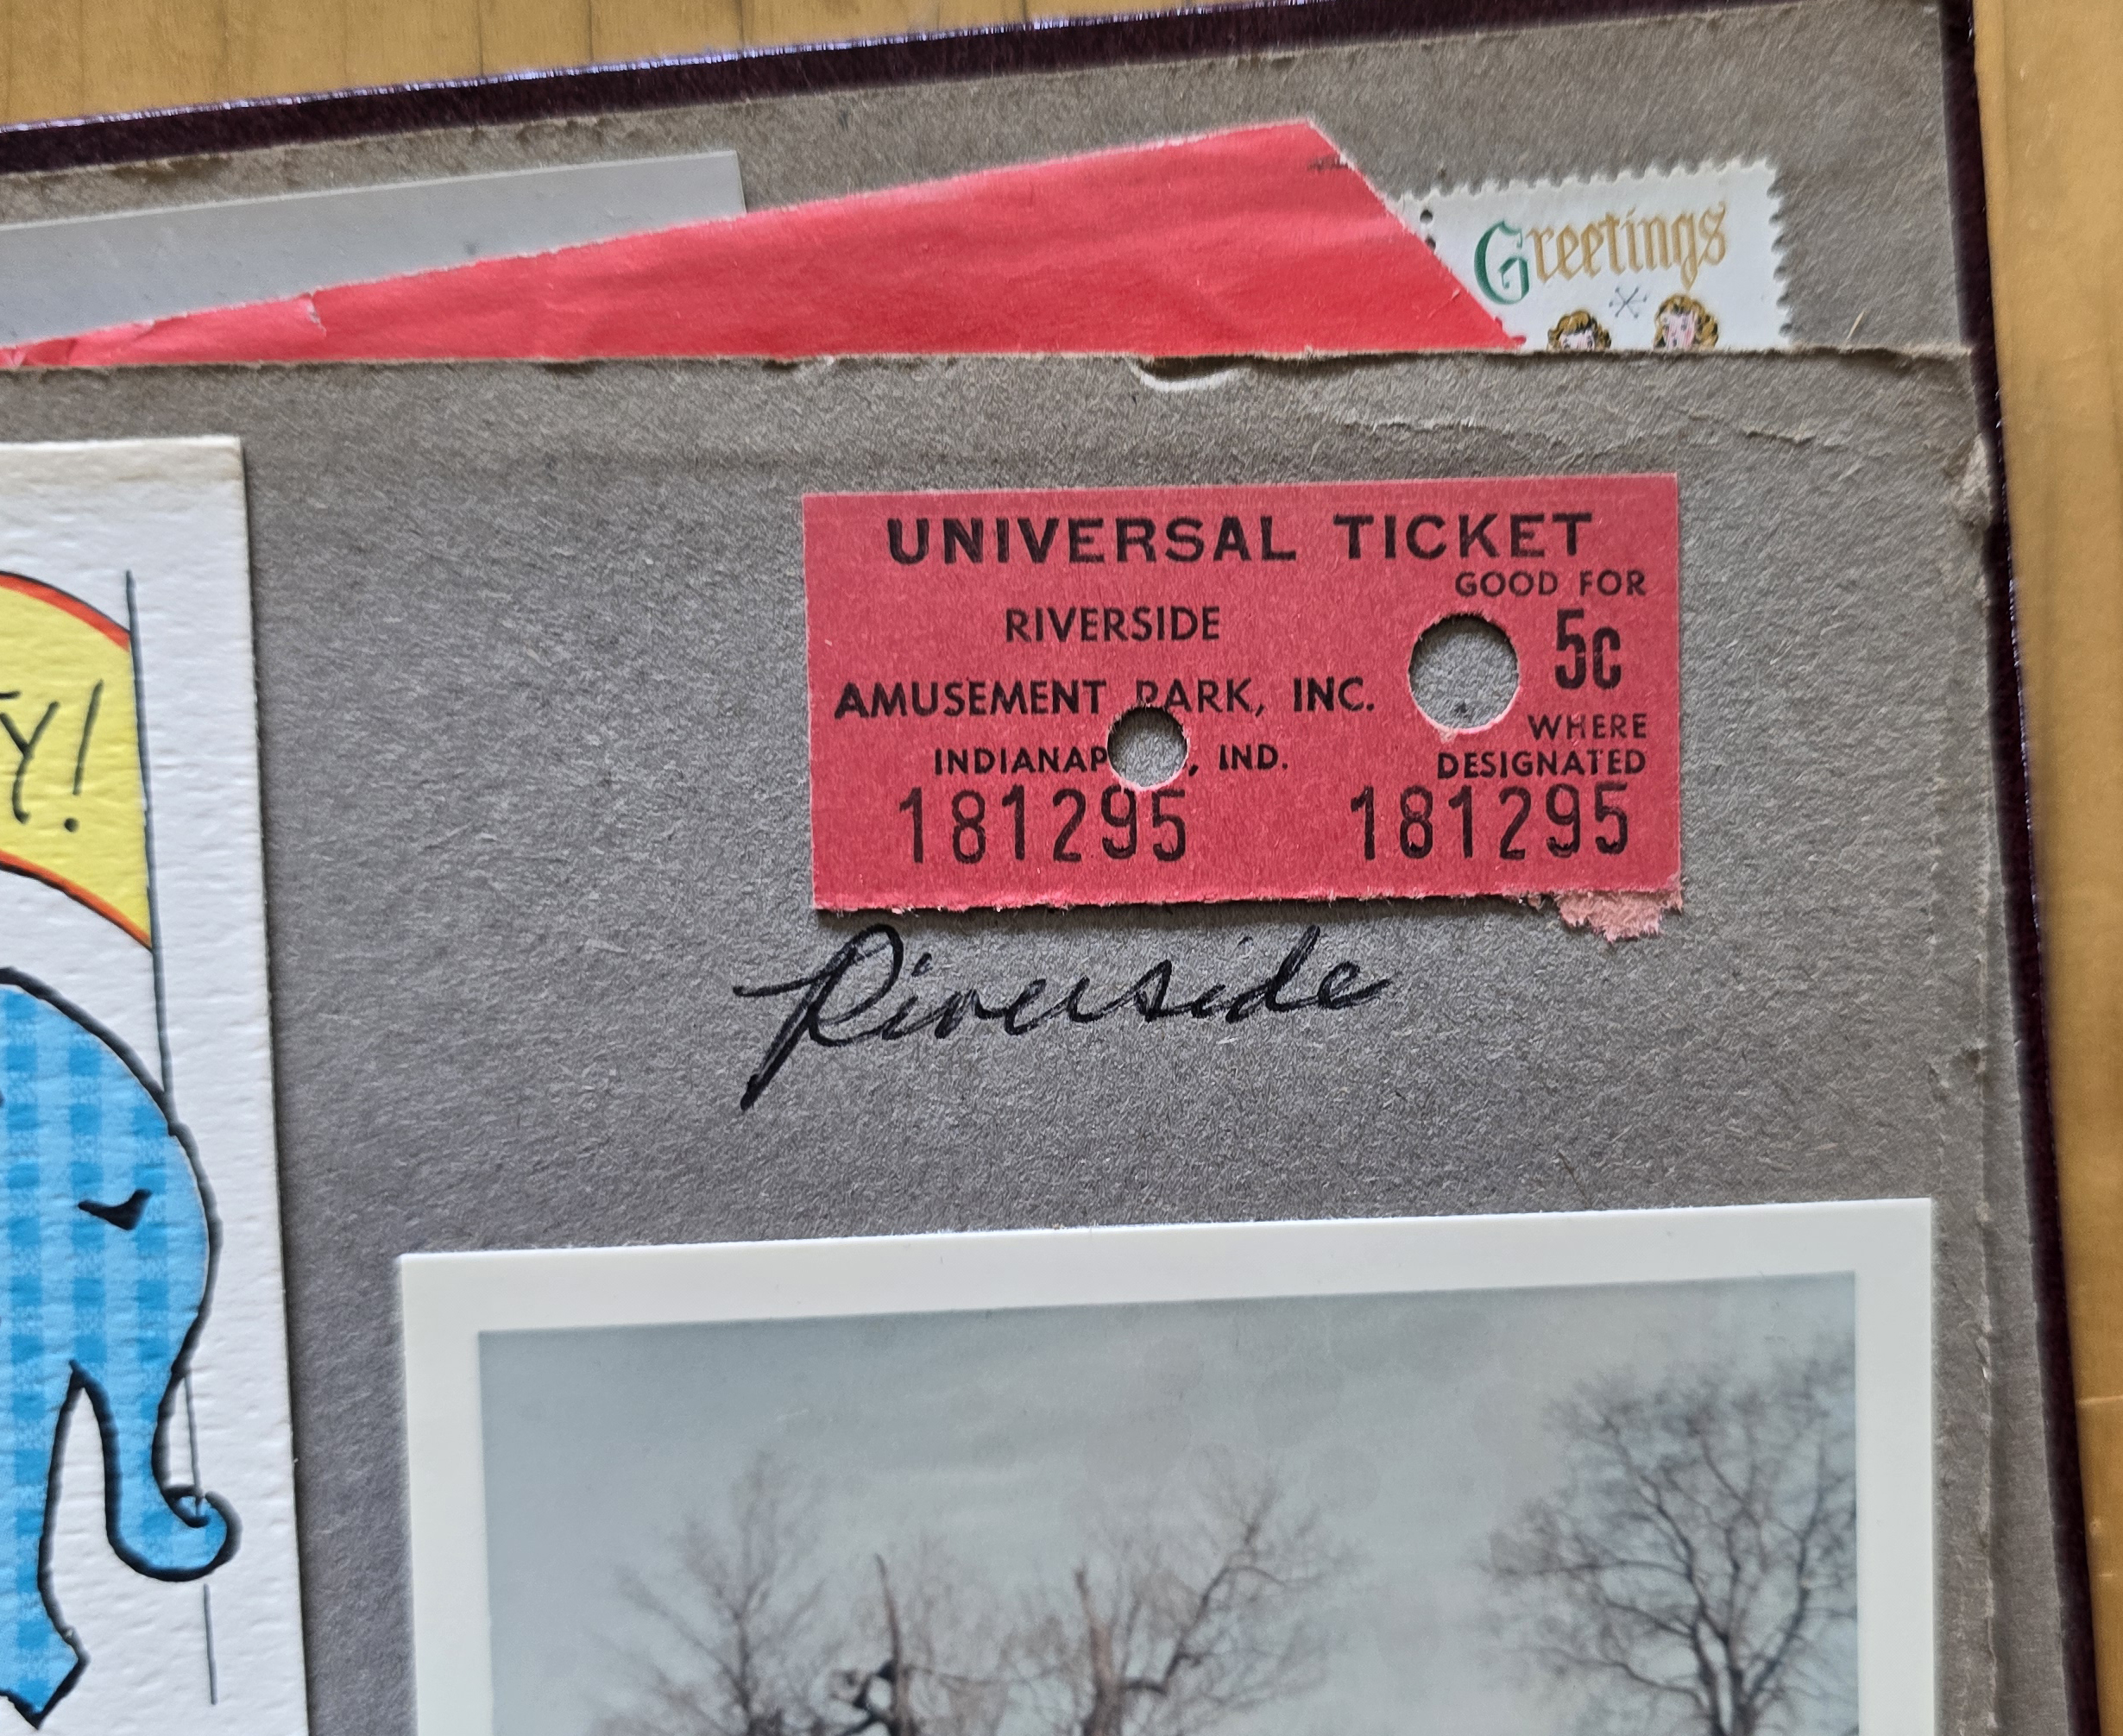 Greetings
UNIVERSAL TICKET
RIVERSIDE
AMUSEMENT PARK, INC.
, IND.
GOOD FOR
5c
WHERE
DESIGNATED
181295 181295
Riverside
Y!